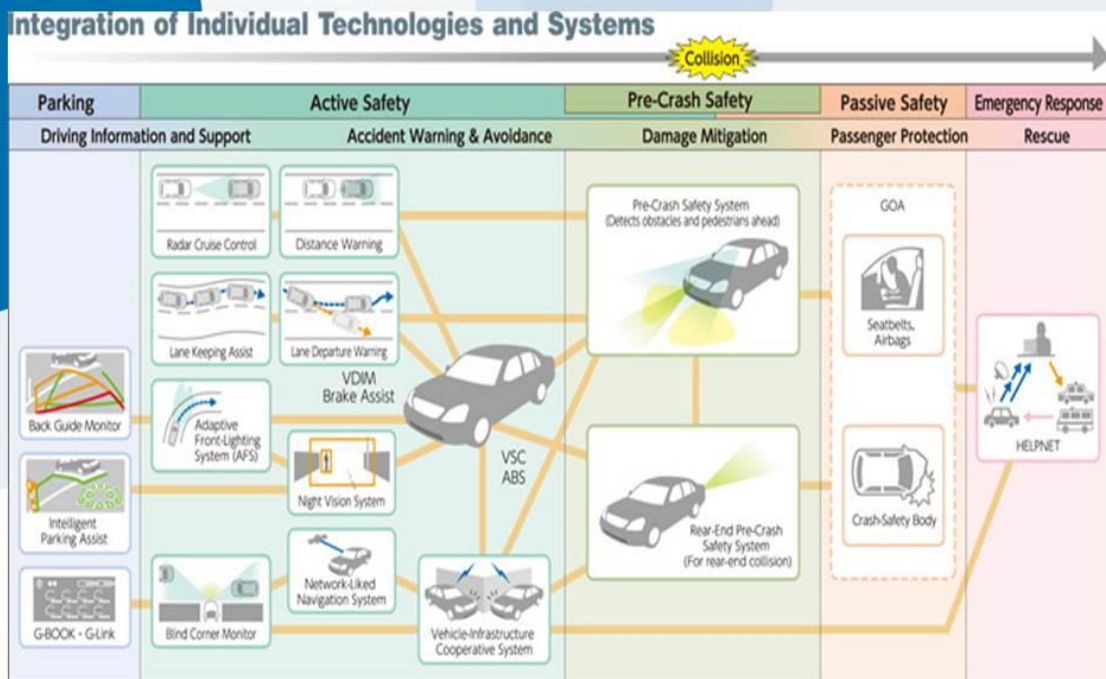 Integration of Individual Technologies and Systems
Collision
Parking
Active Safety
Pre-Crash Safety
Passive Safety
Emergency Response
Driving Information and Support
Accident Warning & Avoidance
Damage Mitigation
Passenger Protection
Rescue
Radar Cruise Control
Distance Warning
Lane Keeping Assist
Lane Departure Warning
VDIM
Brake Assist
Back Guide Monitor
Adaptive
Front-Lighting
System (AFS)
Night Vision System
VSC
ABS
Intelligent
Parking Assist
G-BOOK - G-Link
Blind Corner Monitor
Network-Liked
Navigation System
Vehicle-Infrastructure
Cooperative System
Pre-Crash Safety System
(Detects obstacles and pedestrians ahead)
Rear-End Pre-Crash
Safety System
(For rear-end collision)
GOA
Seatbelts,
Airbags
Crash-Safety Body
HELPNET